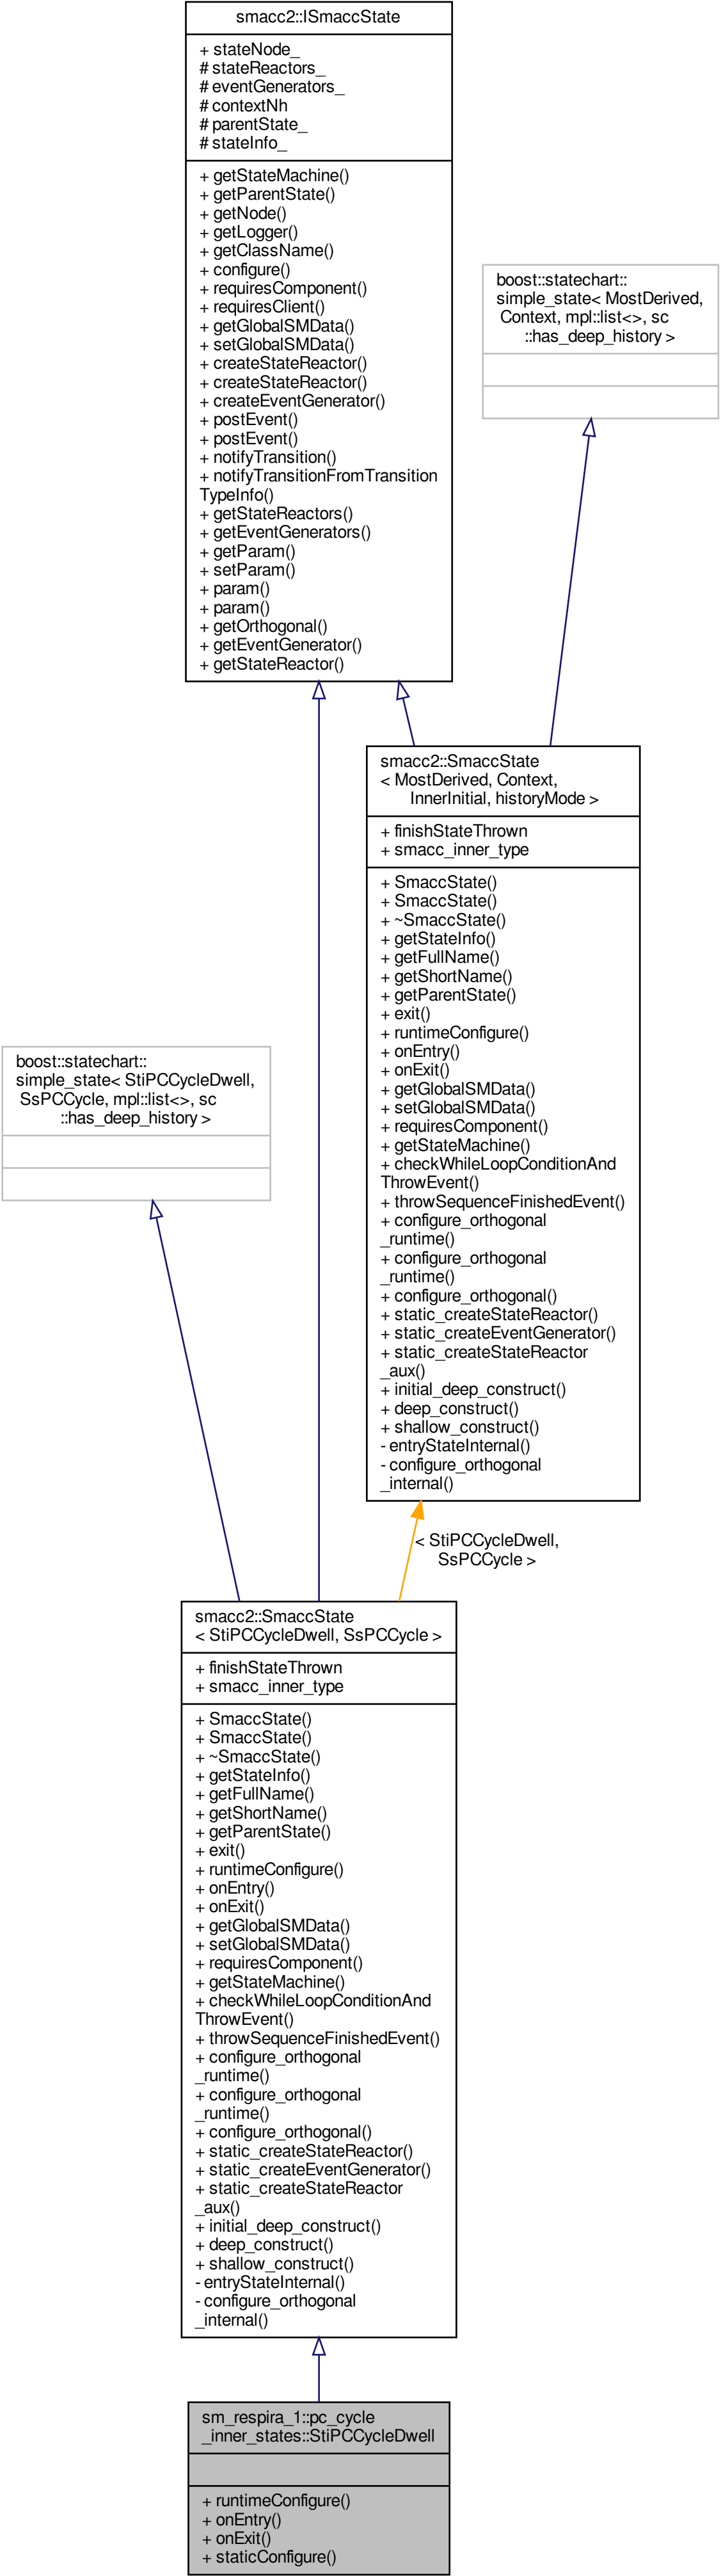 smacc2::ISmaccState
+ stateNode_
# stateReactors_
# eventGenerators_
# contextNh
# parentState_
# stateInfo_
+ getStateMachine()
+ getParentState()
+ getNode()
+ getLogger()
+ getClassName()
+ configure()
+ requiresComponent()
+ requiresClient()
+ getGlobalSMData()
+ setGlobalSMData()
+ createStateReactor()
+ createStateReactor()
+ createEventGenerator()
+ postEvent()
+ postEvent()
+ notifyTransition()
+ notifyTransitionFromTransition
TypeInfo()
+ getStateReactors()
+ getEventGenerators()
+ getParam()
+ setParam()
+ param()
+ param()
+ getOrthogonal()
+ getEventGenerator()
+ getStateReactor()
boost::statechart::
simple_state< MostDerived,
Context, mpl::list<>, sc
::has_deep_history >
smacc2::SmaccState
< MostDerived, Context,
InnerInitial, historyMode >
+ finishStateThrown
+ smacc_inner_type
+ SmaccState()
+ SmaccState()
+ ~SmaccState()
+ getStateInfo()
+ getFullName()
+ getShortName()
+ getParentState()
+ exit()
+ runtimeConfigure()
+ onEntry()
+ onExit()
+ getGlobalSMData()
+ setGlobalSMData()
+ requiresComponent()
+ getStateMachine()
+ checkWhileLoopConditionAnd
ThrowEvent()
+ throwSequenceFinishedEvent()
+ configure_orthogonal
_runtime()
+ configure_orthogonal
_runtime()
+ configure_orthogonal()
+ static_createStateReactor()
+ static_createEventGenerator()
+ static_createStateReactor
_aux()
+ initial_deep_construct()
+ deep_construct()
+ shallow_construct()
- entryStateInternal()
- configure_orthogonal
_internal()
boost::statechart::
simple_state< StiPCCycleDwell,
SsPCCycle, mpl::list<>, sc
::has_deep_history >
< StiPCCycleDwell,
SsPCCycle >
smacc2::SmaccState
< StiPCCycleDwell, SsPCCycle >
+ finishStateThrown
+ smacc_inner_type
+ SmaccState()
+ SmaccState()
+ ~SmaccState()
+ getStateInfo()
+ getFullName()
+ getShortName()
+ getParentState()
+ exit()
+ runtimeConfigure()
+ onEntry()
+ onExit()
+ getGlobalSMData()
+ setGlobalSMData()
+ requiresComponent()
+ getStateMachine()
+ checkWhileLoopConditionAnd
ThrowEvent()
+ throwSequenceFinishedEvent()
+ configure_orthogonal
_runtime()
+ configure_orthogonal
_runtime()
+ configure_orthogonal()
+ static_createStateReactor()
+ static_createEventGenerator()
+ static_createStateReactor
_aux()
+ initial_deep_construct()
+ deep_construct()
+ shallow_construct()
- entryStateInternal()
- configure_orthogonal
_internal()
sm_respira_1::pc_cycle
_inner_states::StiPCCycleDwell
+ runtimeConfigure()
+ onEntry()
+ onExit()
+ staticConfigure()